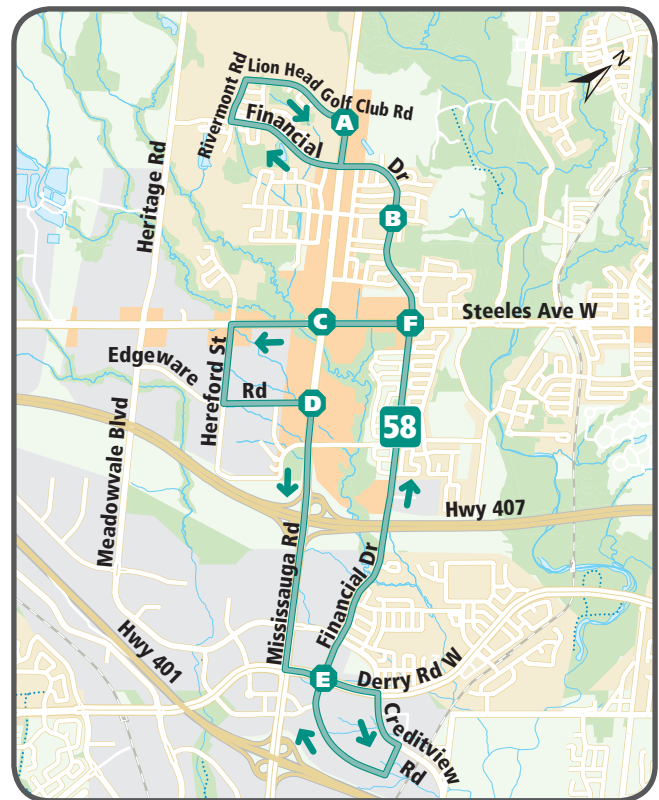 N
Lion Head Golf Club Rd
Rivermont Rd
A
Financial
Dr
Heritage Rd
B
Steeles Ave W
C
F
Edgeware
Hereford St
Rd
D
58
Meadowvale Blvd
Hwy 407
Mississauga Rd
Financial Dr
Hwy 401
E
Derry Rd W
Creditview
Rd